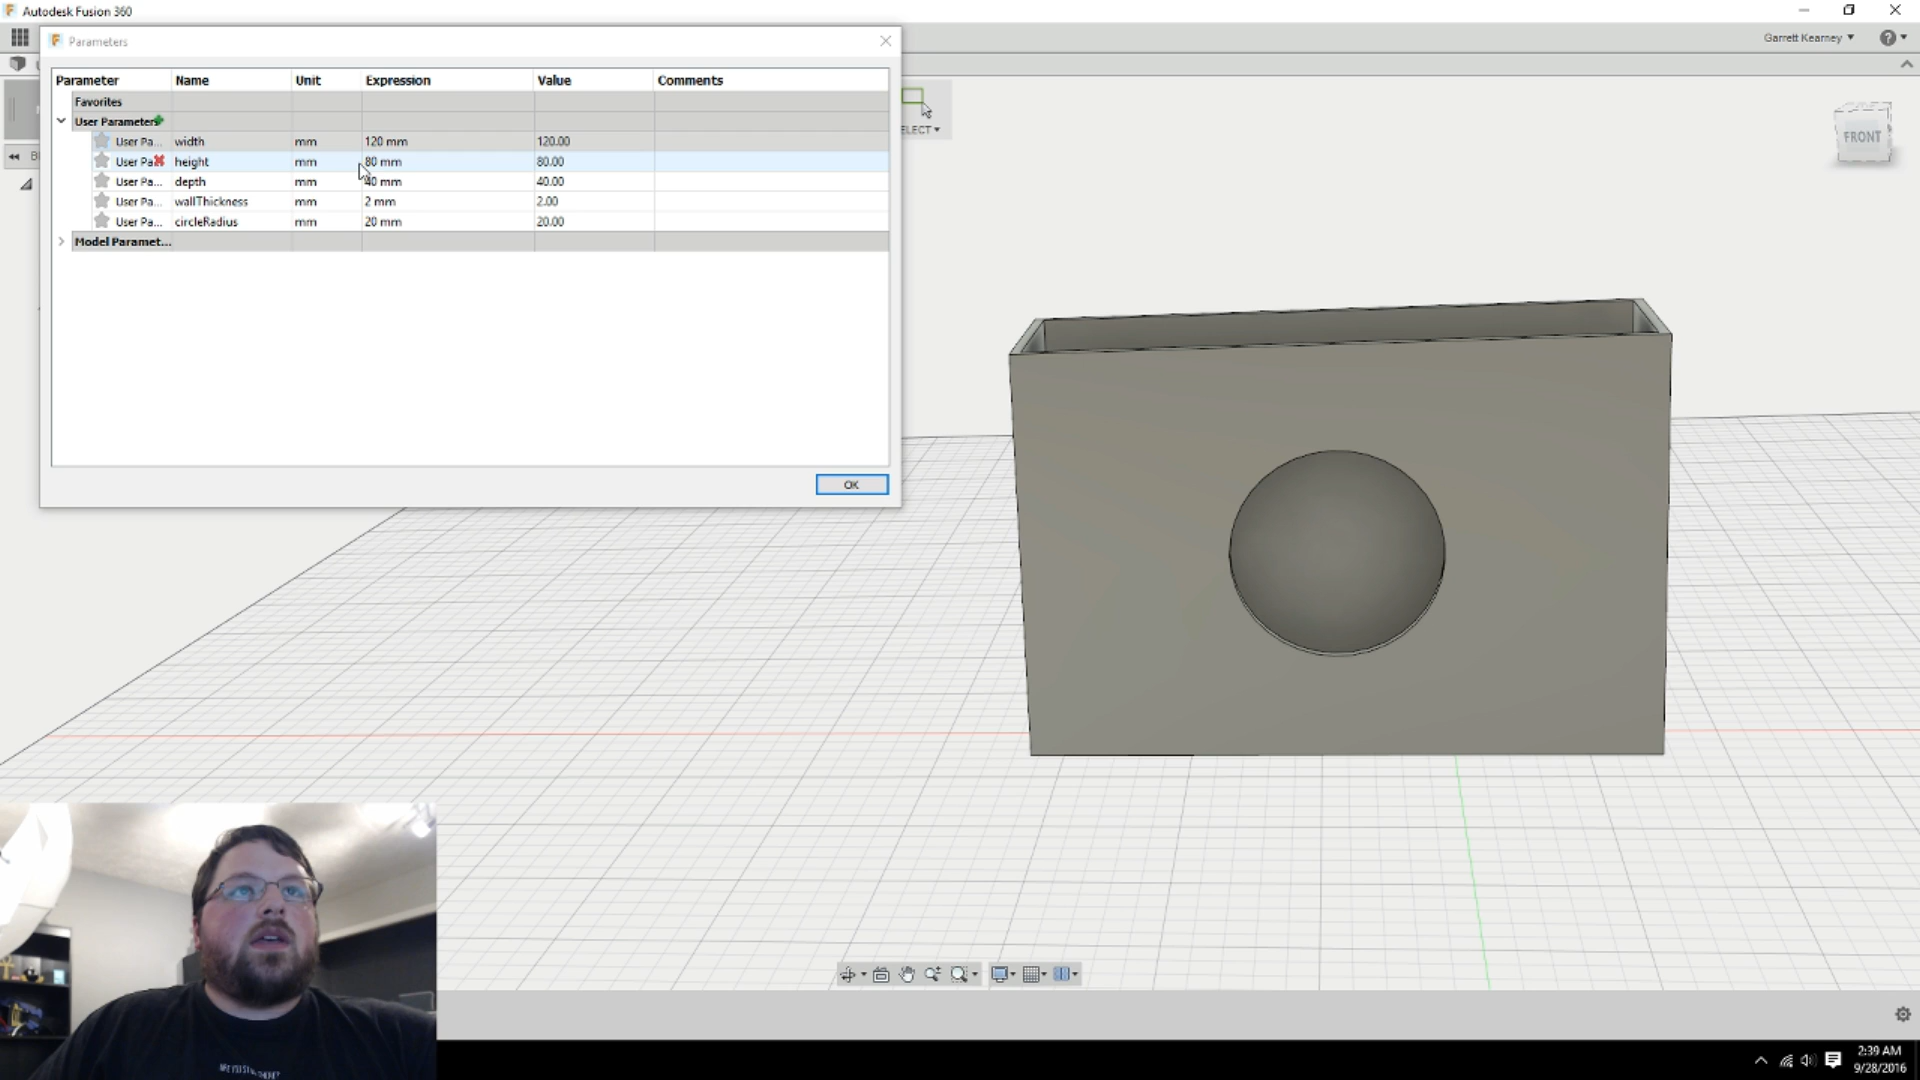 Autodesk Fusion 360
Garrett Kearney
Parameters
Parameter Name Unit Expression Value Comments
Favorites
User Parameters
User Pa... width mm 120 mm 120.00
User Pa height mm 80 mm 80.00
User Pa... depth mm 40 mm 40.00
User Pa... wallThickness mm 2 mm 2.00
User Pa... circleRadius mm 20 mm 20.00
Model Paramet...
OK
ELECT
FRONT
2:39 AM
9/28/2016